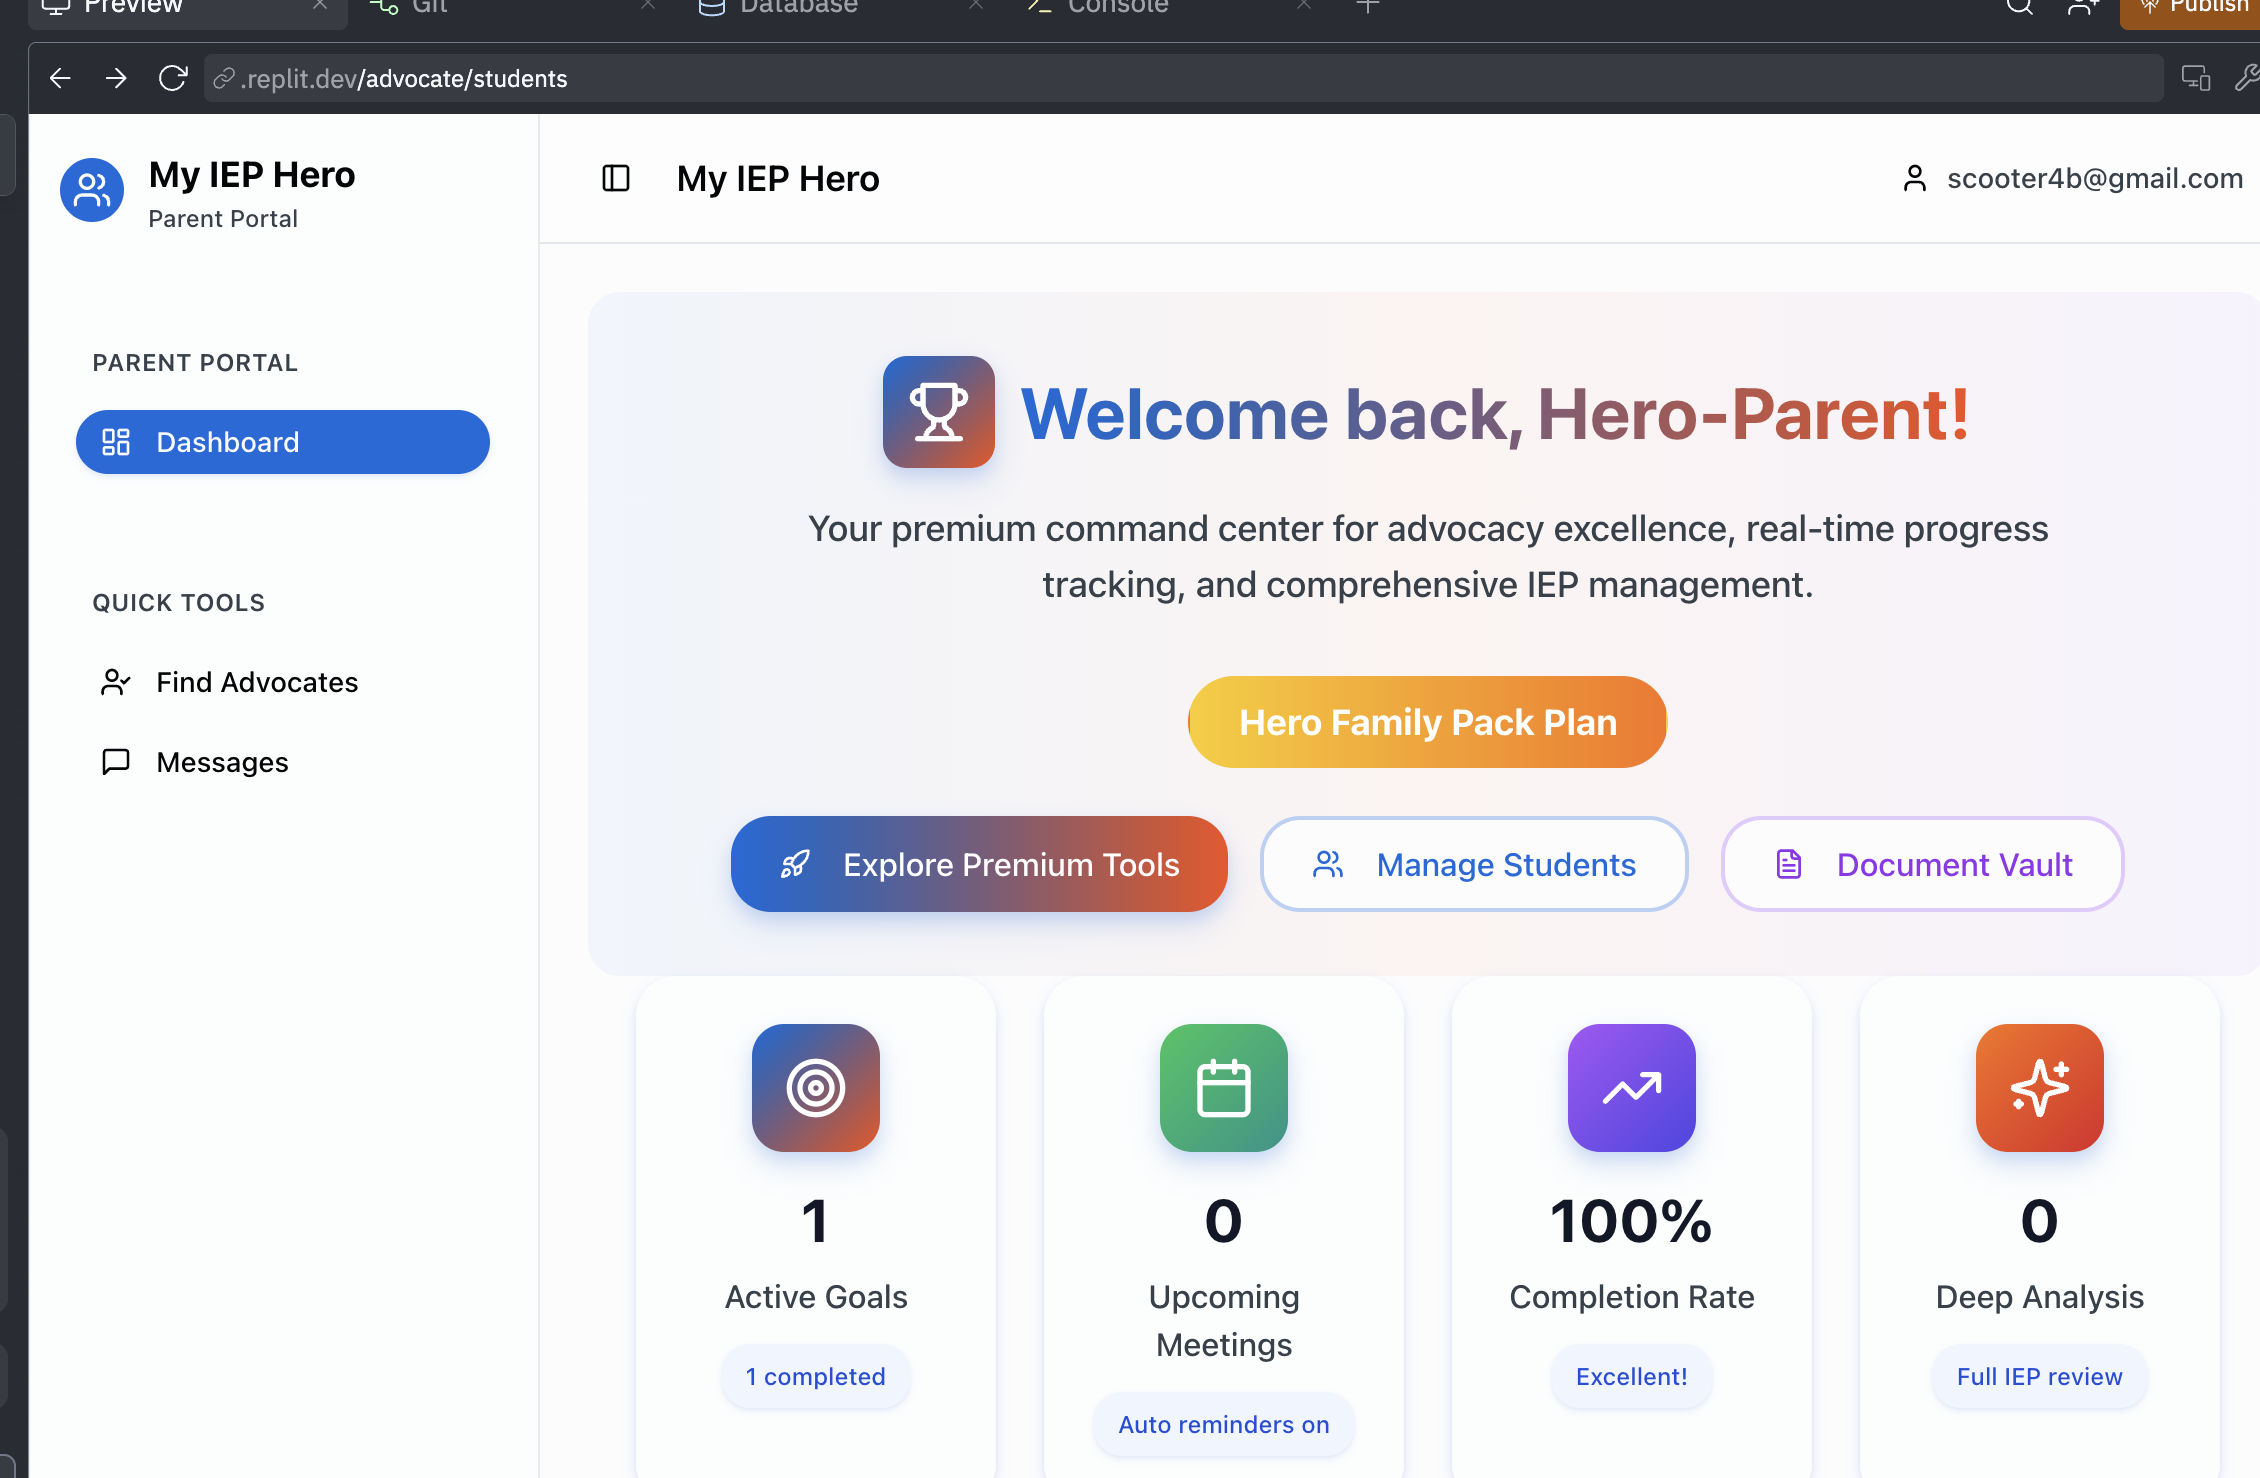 Preview
Git
Database
Console
Publish
.replit.dev/advocate/students
My IEP Hero
Parent Portal
My IEP Hero
scooter4b@gmail.com
PARENT PORTAL
Dashboard
QUICK TOOLS
Find Advocates
Messages
Welcome back, Hero-Parent!
Your premium command center for advocacy excellence, real-time progress
tracking, and comprehensive IEP management.
Hero Family Pack Plan
Explore Premium Tools
Manage Students
Document Vault
1
Active Goals
1 completed
0
Upcoming
Meetings
Auto reminders on
100%
Completion Rate
Excellent!
0
Deep Analysis
Full IEP review